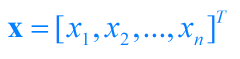 x = [x₁, x₂, ..., xₙ]ᵀ